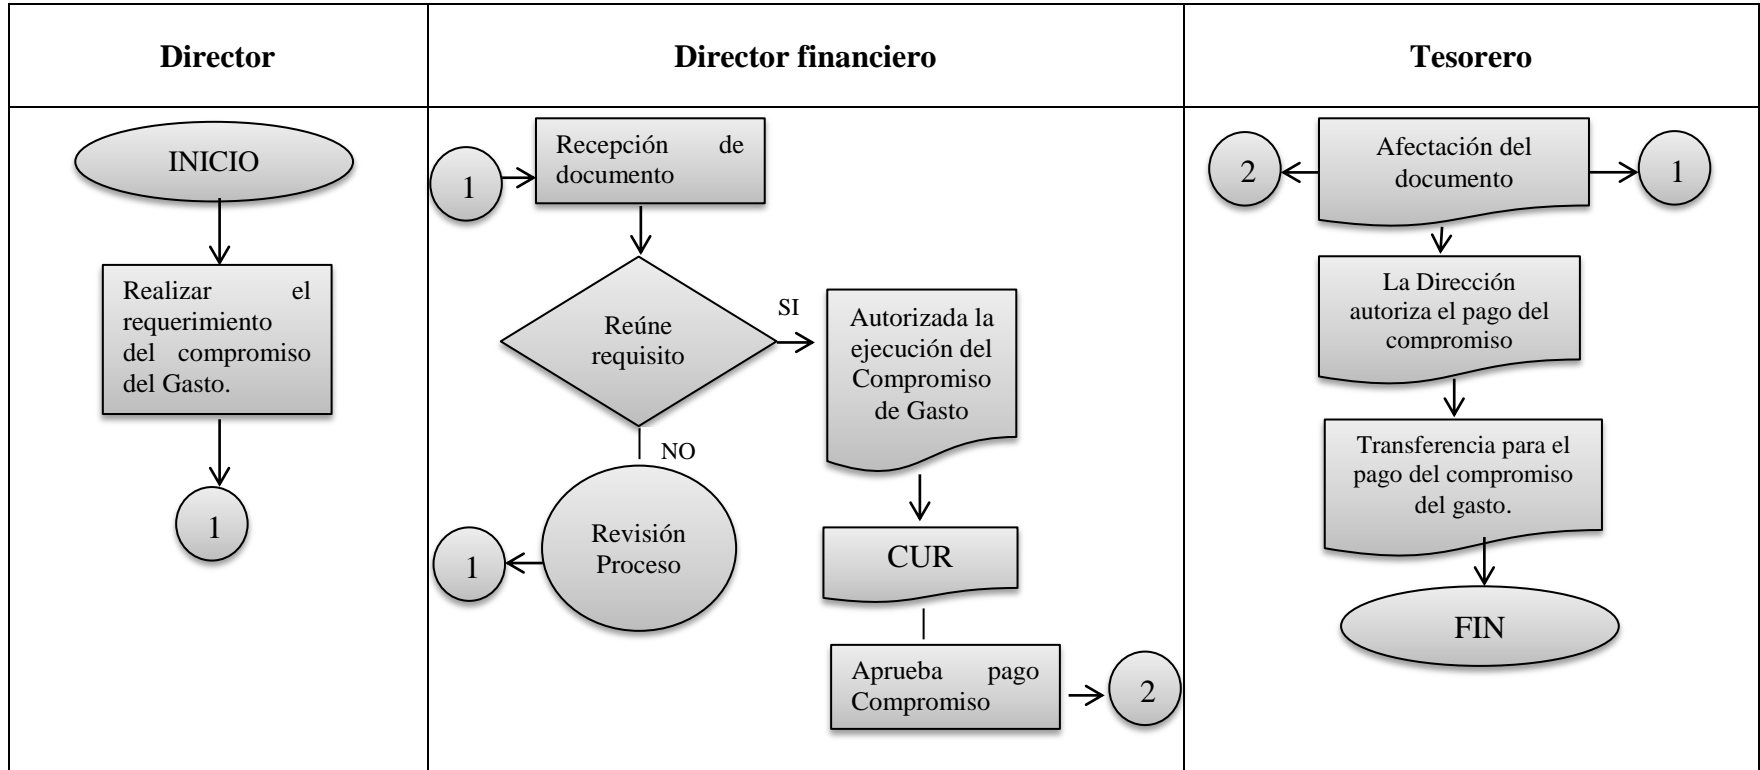 Director
Director financiero
Tesorero
INICIO
Realizar el
requerimiento
del compromiso
del Gasto.
1
1
Recepción de
documento
Reúne
requisito
SI
NO
Revisión
Proceso
1
Autorizada la
ejecución del
Compromiso
de Gasto
CUR
Aprueba pago
Compromiso
2
2
Afectación del
documento
1
La Dirección
autoriza el pago del
compromiso
Transferencia para el
pago del compromiso
del gasto.
FIN